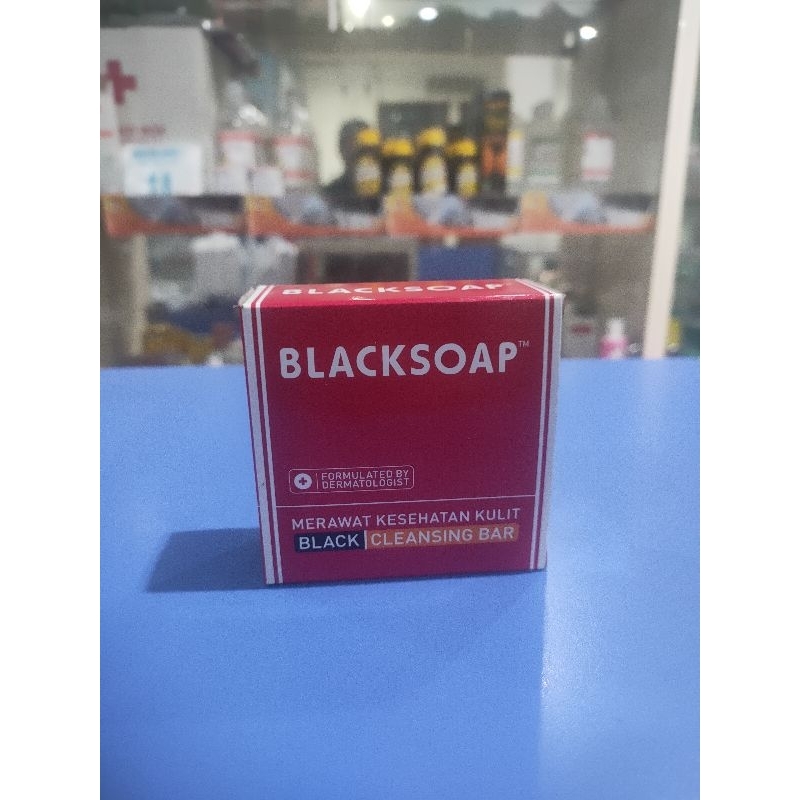 BLACKSOAP
BLACKSOAP™
FORMULATED BY
DERMATOLOGIST
MERAWAT KESEHATAN KULIT
BLACK CLEANSING BAR